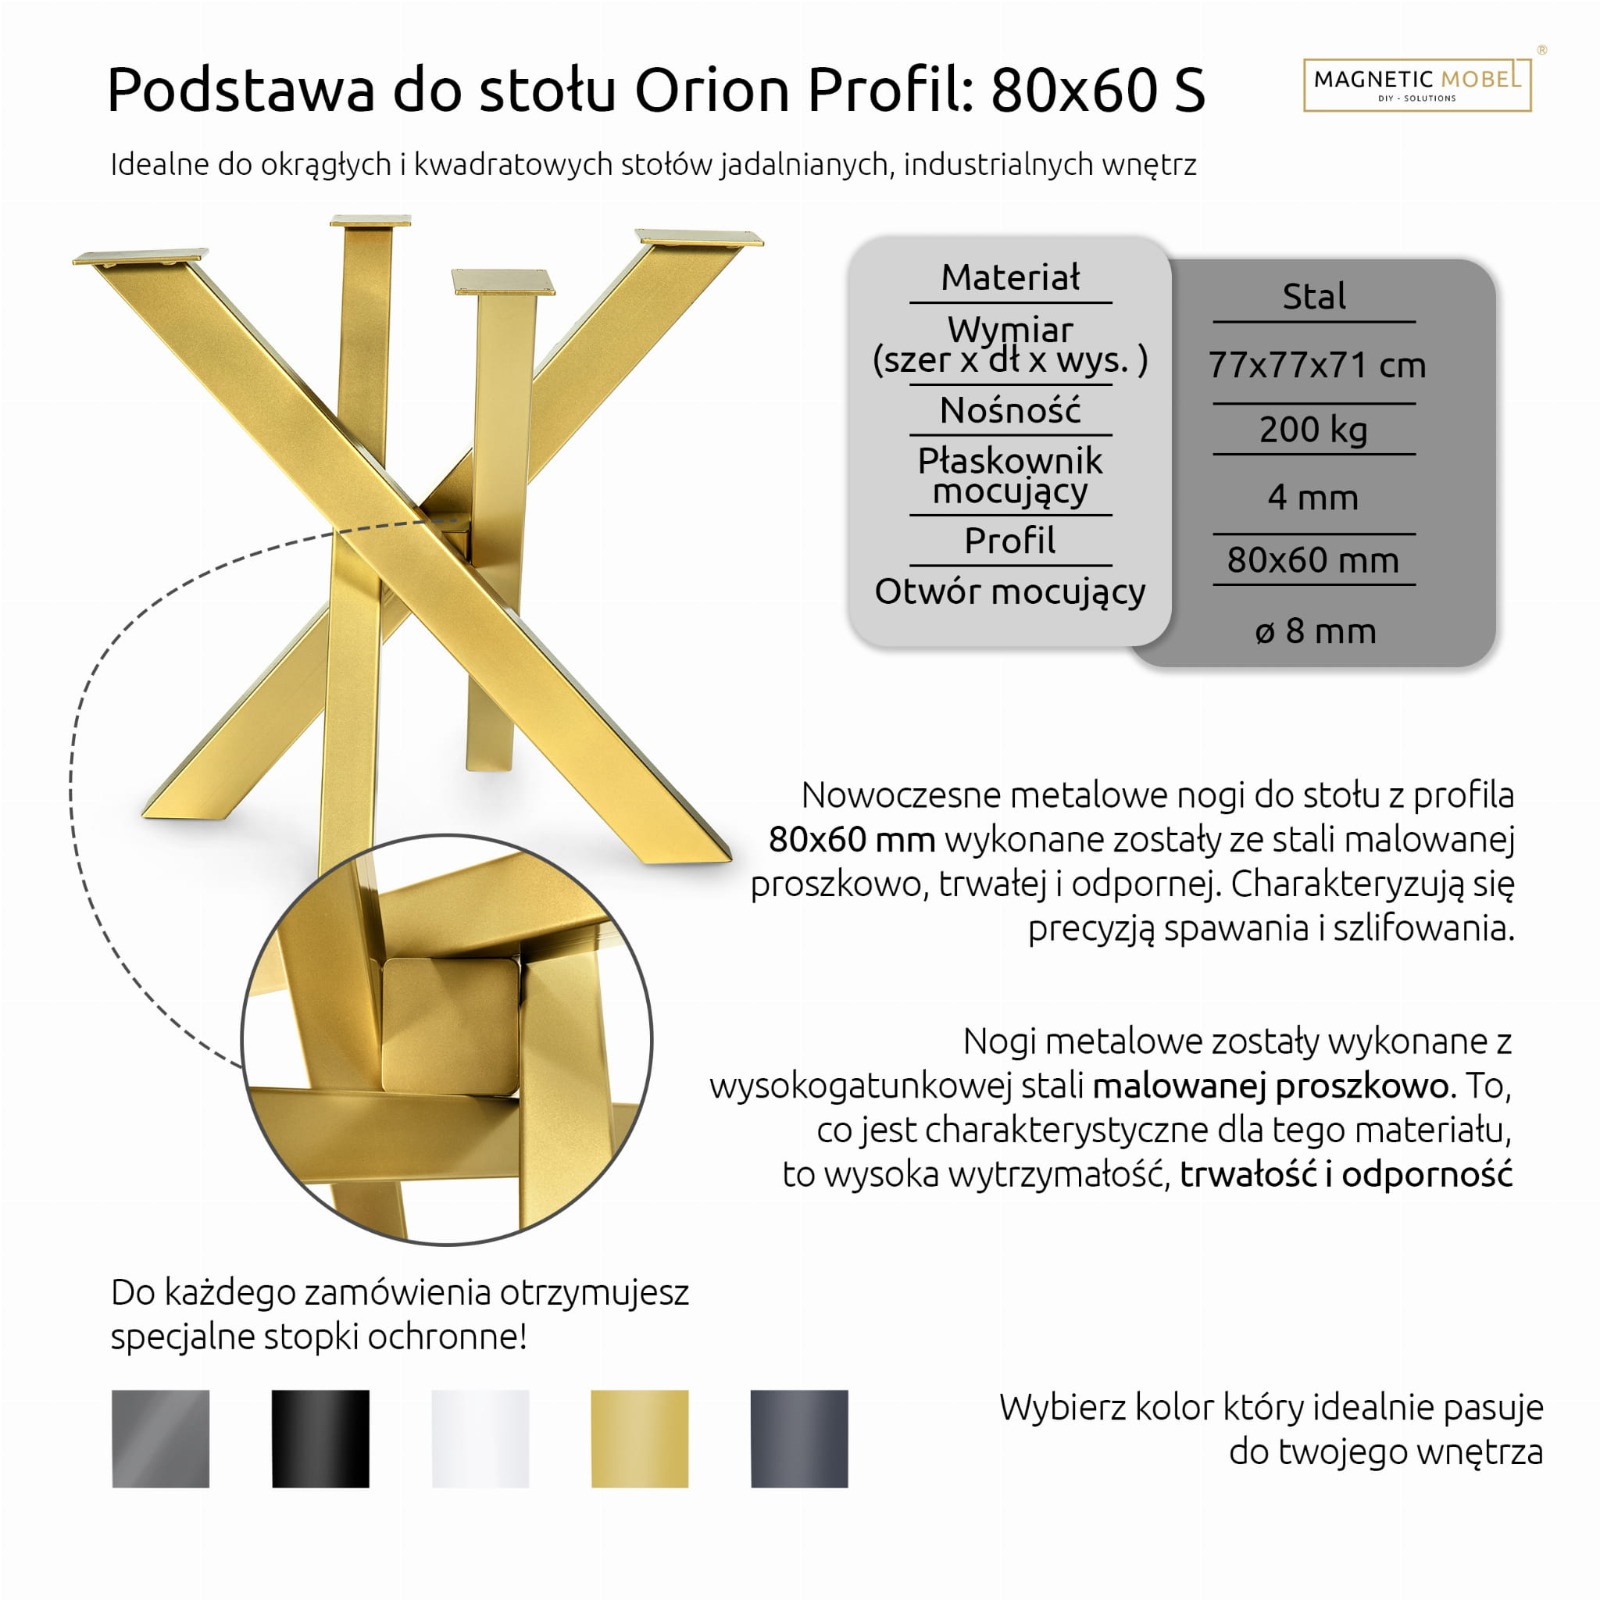 Podstawa do stołu Orion Profil: 80x60 S
MAGNETIC MOBEL ®
DIY - SOLUTIONS
Idealne do okrągłych i kwadratowych stołów jadalnianych, industrialnych wnętrz
Materiał
Wymiar
(szer x dł x wys. )
Nośność
Płaskownik
mocujący
Profil
Otwór mocujący
Stal
77x77x71 cm
200 kg
4 mm
80x60 mm
ø 8 mm
Nowoczesne metalowe nogi do stołu z profila
80x60 mm wykonane zostały ze stali malowanej
proszkowo, trwałej i odpornej. Charakteryzują się
precyzją spawania i szlifowania.
Nogi metalowe zostały wykonane z
wysokogatunkowej stali malowanej proszkowo. To,
co jest charakterystyczne dla tego materiału,
to wysoka wytrzymałość, trwałość i odporność
Do każdego zamówienia otrzymujesz
specjalne stopki ochronne!
Wybierz kolor który idealnie pasuje
do twojego wnętrza